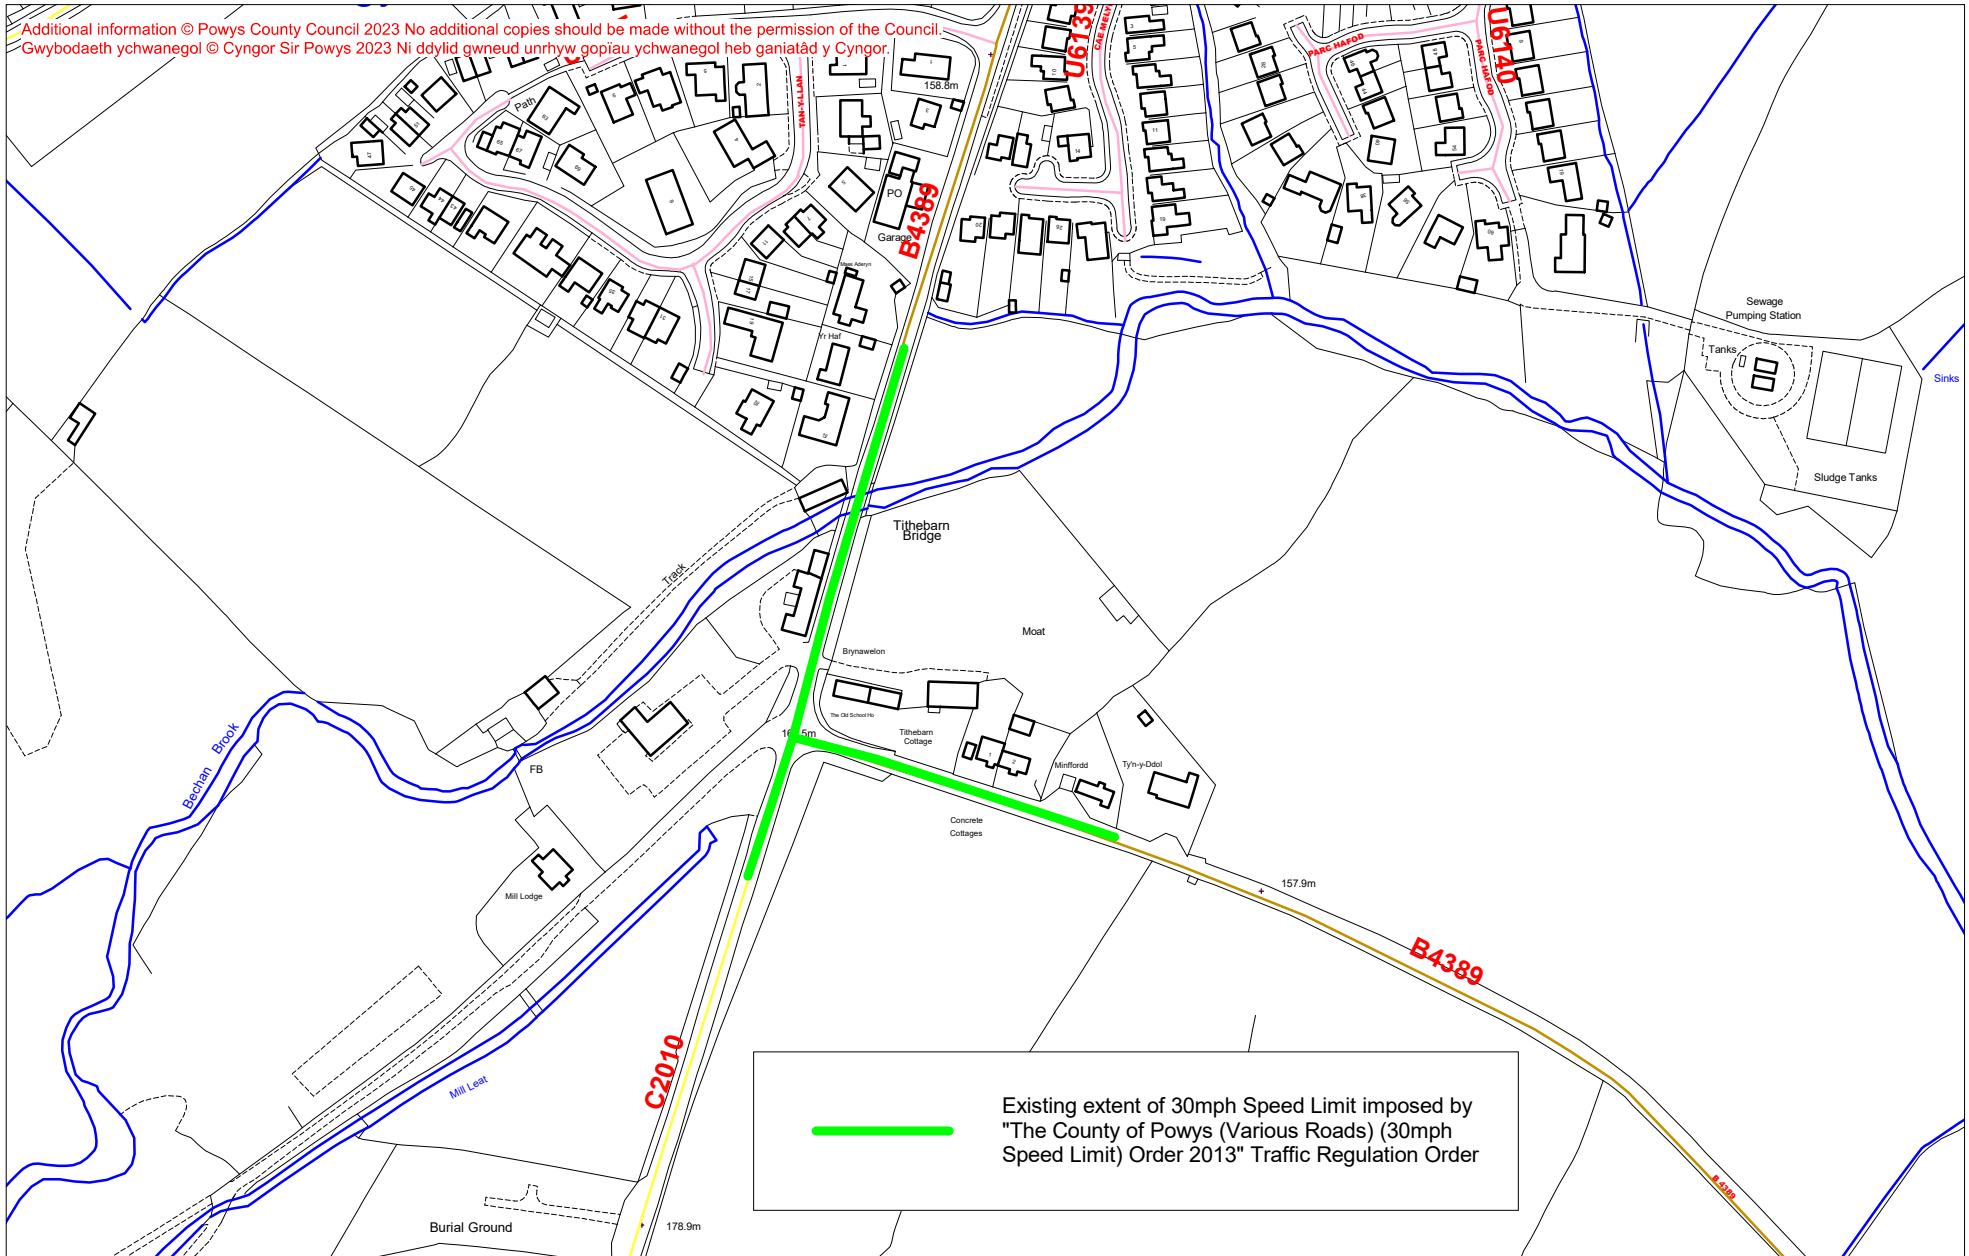 Additional information © Powys County Council 2023 No additional copies should be made without the permission of the Council.
Gwybodaeth ychwanegol © Cyngor Sir Powys 2023 Ni ddylid gwneud unrhyw gopïau ychwanegol heb ganiatâd y Cyngor.
U6139
CAE MELY
U6140
PARC HAFOD
PARC HAFOD
TAN-Y-LLAN
Path
158.8m
PO
Garage
B4389
Maes Aderyn
Yr Haf
Sewage
Pumping Station
Tanks
Sinks
Sludge Tanks
Tithebarn
Bridge
Track
Moat
Brynawelon
The Old School Ho
Tithebarn
Cottage
1
2
Minffordd
Ty'n-y-Ddol
Concrete
Cottages
Bechan Brook
FB
Mill Lodge
157.9m
B4389
C2010
Mill Leat
Burial Ground
178.9m
B 4389
Existing extent of 30mph Speed Limit imposed by
"The County of Powys (Various Roads) (30mph
Speed Limit) Order 2013" Traffic Regulation Order